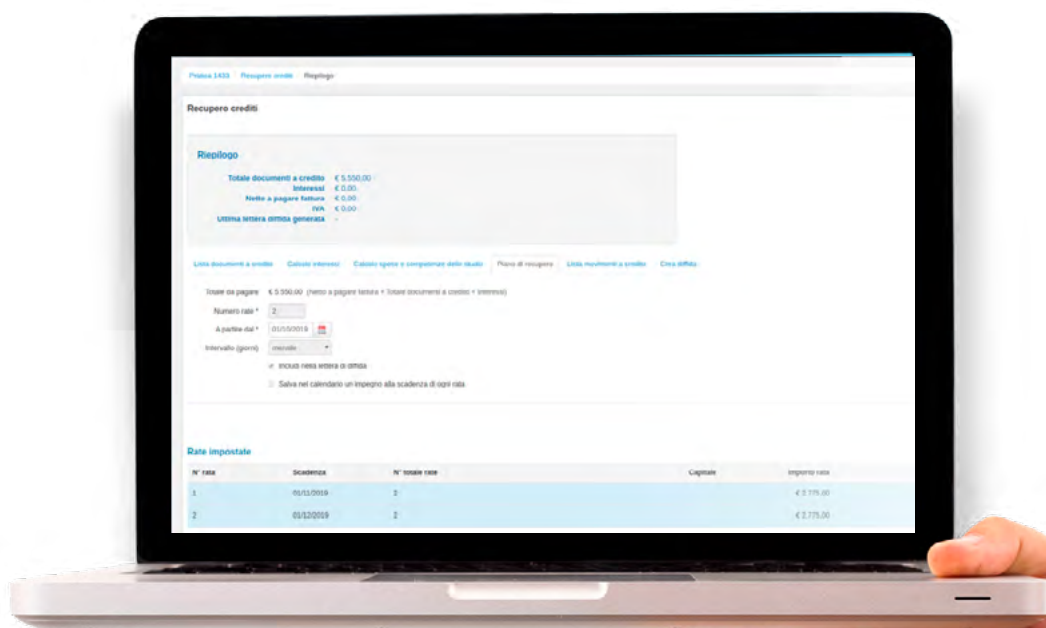 Pratica 1433 Recupero crediti Riepilogo
Recupero crediti
Riepilogo
Totale documenti a credito € 5.550,00
Interessi € 0,00
Netto a pagare fattura € 0,00
IVA € 0,00
Ultima lettera diffida generata -
Lista documenti a credito Calcolo interessi Calcolo spese e competenze dello studio Piano di recupero Lista movimenti a credito Crea diffida
Totale da pagare € 5.550,00 (Netto a pagare fattura + Totale documenti a credito + Interessi)
Numero rate * 2
A partire dal * 01/10/2019
Intervallo (giorni) mensile
Includi nella lettera di diffida
Salva nel calendario un impegno alla scadenza di ogni rata
Rate impostate
N° rata Scadenza N° totale rate Capitale Importo rata
1 01/11/2019 2 € 2.775,00
2 01/12/2019 2 € 2.775,00